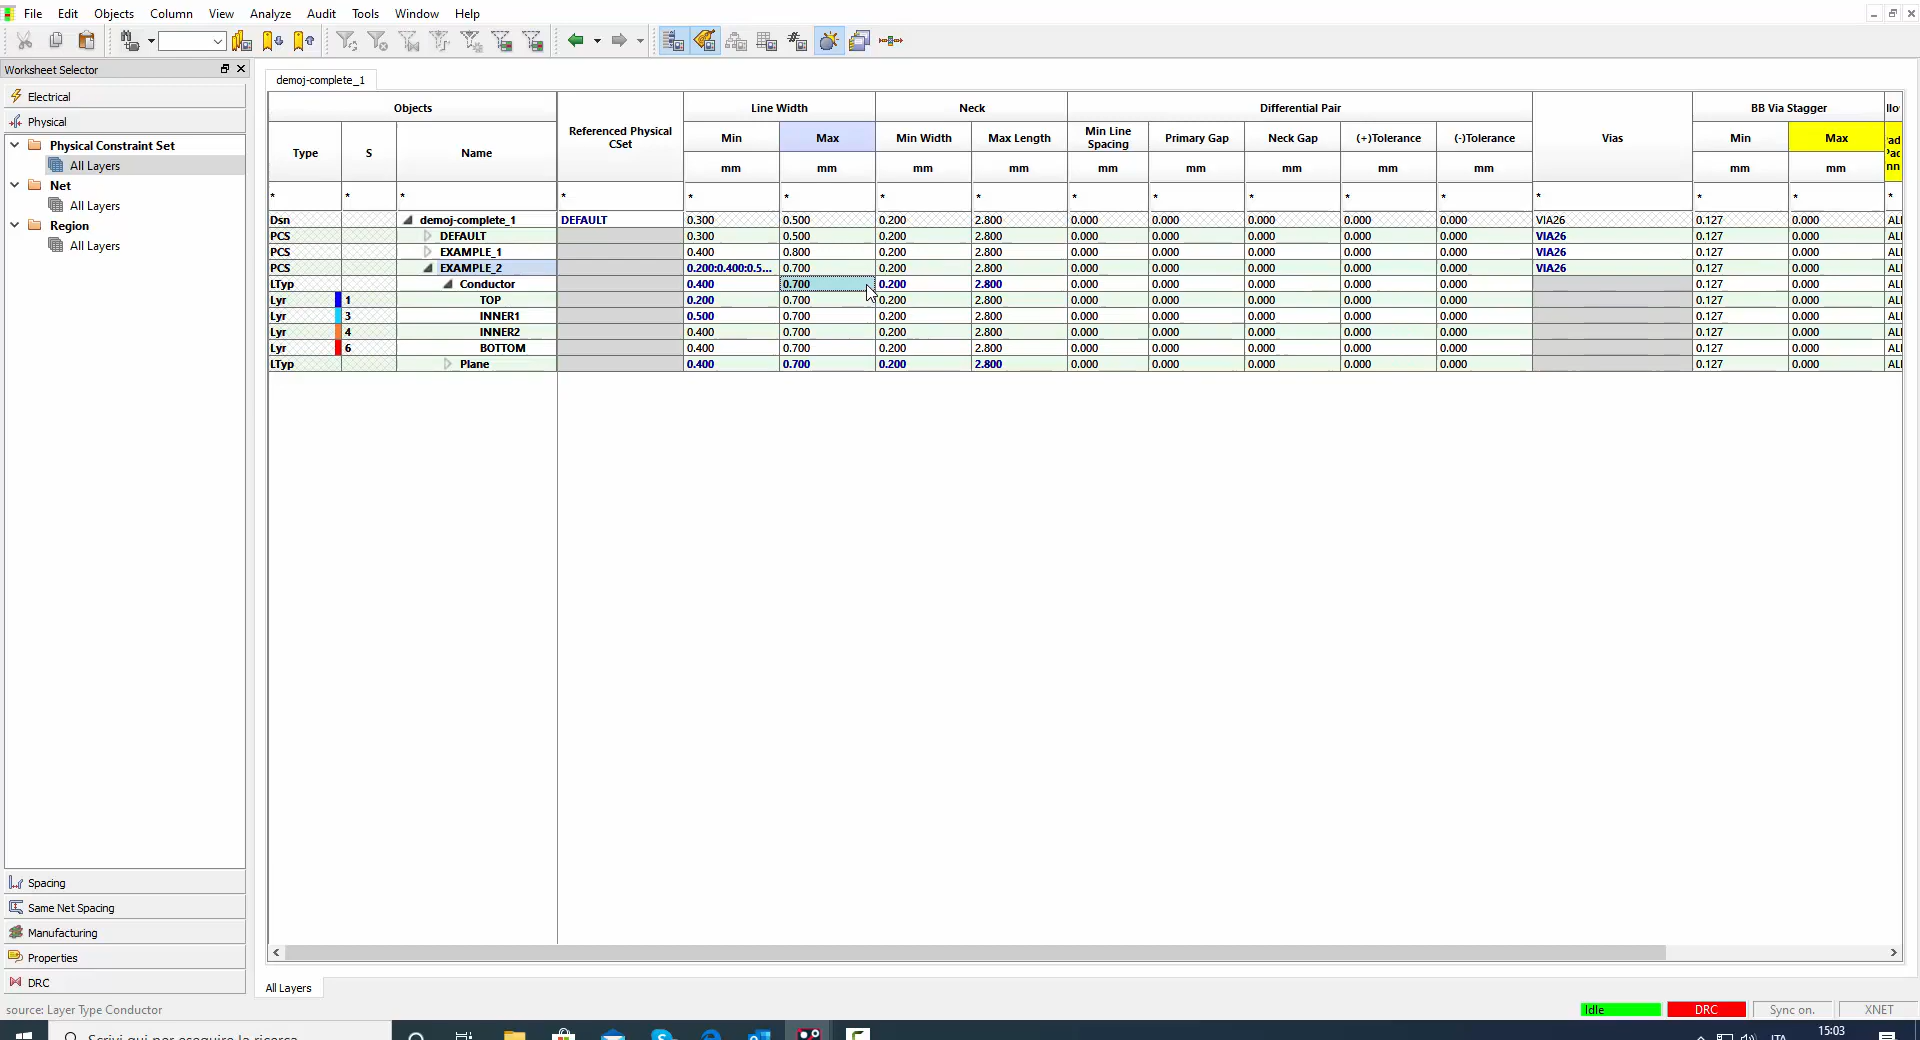 File Edit Objects Column View Analyze Audit Tools Window Help
Worksheet Selector
Electrical
Physical
Physical Constraint Set
All Layers
Net
All Layers
Region
All Layers
Spacing
Same Net Spacing
Manufacturing
Properties
DRC
demoj-complete_1
Objects Line Width Neck Differential Pair BB Via Stagger
Type S Name Referenced Physical CSet Min Max Min Width Max Length Min Line Spacing Primary Gap Neck Gap (+)Tolerance (-)Tolerance Vias Min Max
mm mm mm mm mm mm mm mm mm mm mm
* * * * * * * * * * * * * * * * *
Dsn demoj-complete_1 DEFAULT 0.300 0.500 0.200 2.800 0.000 0.000 0.000 0.000 0.000 VIA26 0.127 0.000
PCS DEFAULT 0.300 0.500 0.200 2.800 0.000 0.000 0.000 0.000 0.000 VIA26 0.127 0.000
PCS EXAMPLE_1 0.400 0.800 0.200 2.800 0.000 0.000 0.000 0.000 0.000 VIA26 0.127 0.000
PCS EXAMPLE_2 0.200:0.400:0.5... 0.700 0.200 2.800 0.000 0.000 0.000 0.000 0.000 VIA26 0.127 0.000
LTyp Conductor 0.400 0.700 0.200 2.800 0.000 0.000 0.000 0.000 0.000 0.127 0.000
Lyr 1 TOP 0.200 0.700 0.200 2.800 0.000 0.000 0.000 0.000 0.000 0.127 0.000
Lyr 3 INNER1 0.500 0.700 0.200 2.800 0.000 0.000 0.000 0.000 0.000 0.127 0.000
Lyr 4 INNER2 0.400 0.700 0.200 2.800 0.000 0.000 0.000 0.000 0.000 0.127 0.000
Lyr 6 BOTTOM 0.400 0.700 0.200 2.800 0.000 0.000 0.000 0.000 0.000 0.127 0.000
LTyp Plane 0.400 0.700 0.200 2.800 0.000 0.000 0.000 0.000 0.000 0.127 0.000
All Layers
source: Layer Type Conductor
Idle DRC Sync on. XNET
Scrivi qui per eseguire la ricerca
ITA 15:03